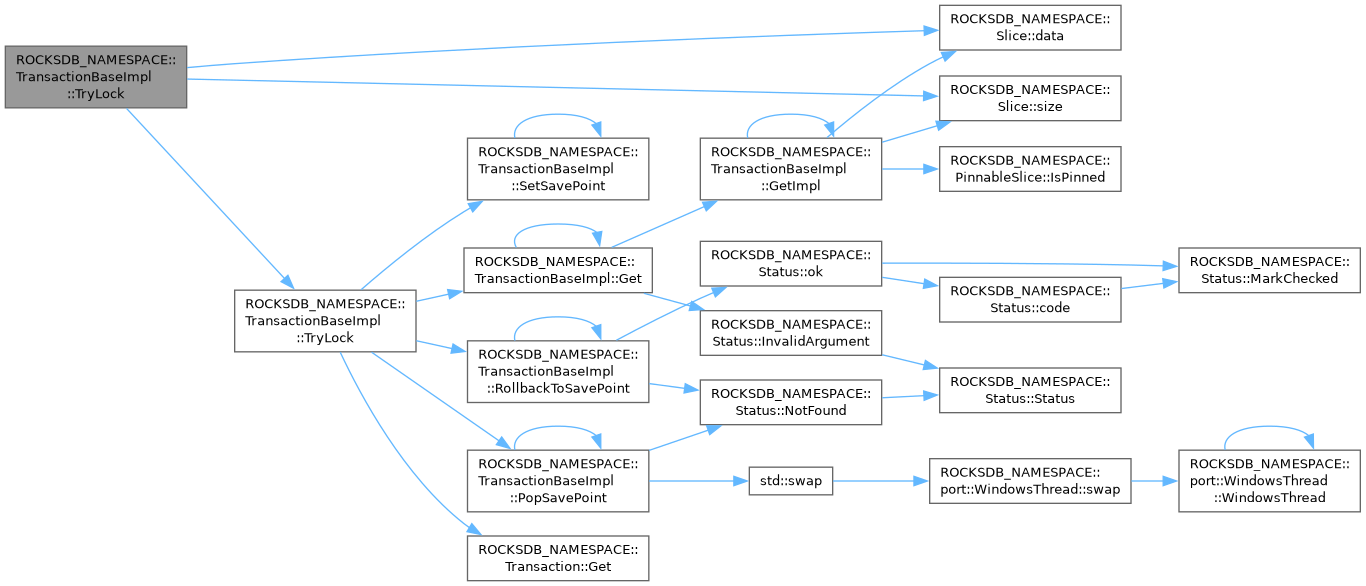 ROCKSDB_NAMESPACE::
TransactionBaseImpl
::TryLock
ROCKSDB_NAMESPACE::
Slice::data
ROCKSDB_NAMESPACE::
Slice::size
ROCKSDB_NAMESPACE::
TransactionBaseImpl
::TryLock
ROCKSDB_NAMESPACE::
TransactionBaseImpl
::SetSavePoint
ROCKSDB_NAMESPACE::
TransactionBaseImpl::Get
ROCKSDB_NAMESPACE::
TransactionBaseImpl
::RollbackToSavePoint
ROCKSDB_NAMESPACE::
TransactionBaseImpl
::PopSavePoint
ROCKSDB_NAMESPACE::
Transaction::Get
ROCKSDB_NAMESPACE::
TransactionBaseImpl
::GetImpl
ROCKSDB_NAMESPACE::
PinnableSlice::IsPinned
ROCKSDB_NAMESPACE::
Status::ok
ROCKSDB_NAMESPACE::
Status::InvalidArgument
ROCKSDB_NAMESPACE::
Status::NotFound
std::swap
ROCKSDB_NAMESPACE::
Status::code
ROCKSDB_NAMESPACE::
Status::Status
ROCKSDB_NAMESPACE::
port::WindowsThread::swap
ROCKSDB_NAMESPACE::
Status::MarkChecked
ROCKSDB_NAMESPACE::
port::WindowsThread
::WindowsThread